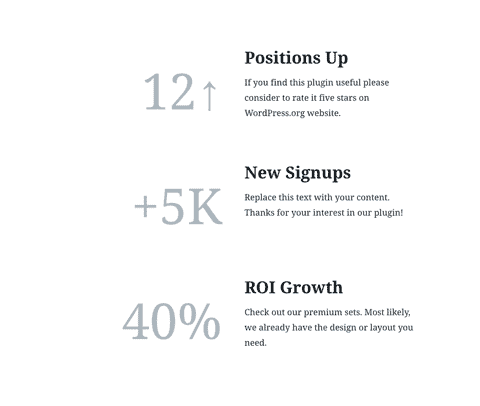 12↑
Positions Up
If you find this plugin useful please
consider to rate it five stars on
WordPress.org website.
+5K
New Signups
Replace this text with your content.
Thanks for your interest in our plugin!
40%
ROI Growth
Check out our premium sets. Most likely,
we already have the design or layout you
need.